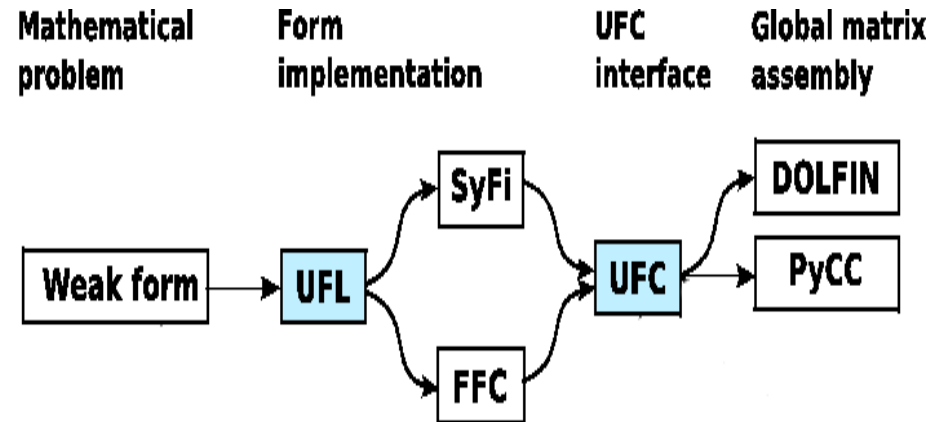 Mathematical problem
Form implementation
UFC interface
Global matrix assembly
Weak form
UFL
SyFi
FFC
UFC
DOLFIN
PyCC